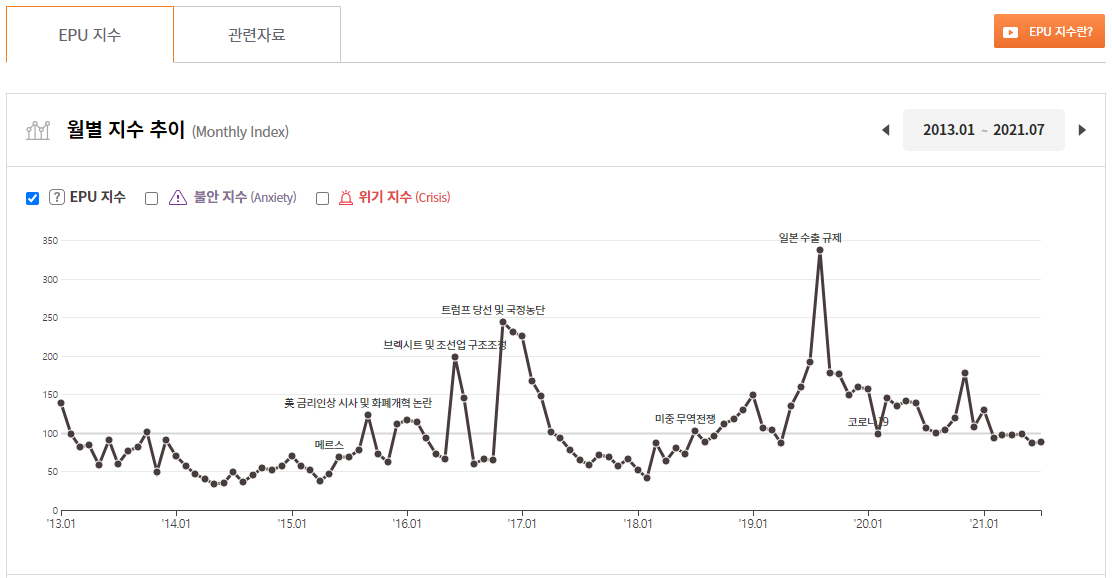 EPU 지수
관련자료
EPU 지수란?
월별 지수 추이 (Monthly Index)
2013.01 ~ 2021.07
? EPU 지수
불안 지수 (Anxiety)
위기 지수 (Crisis)
350
300
250
200
150
100
50
0
일본 수출 규제
트럼프 당선 및 국정농단
브렉시트 및 조선업 구조조정
美 금리인상 시사 및 화폐개혁 논란
메르스
미중 무역전쟁
코로나19
'13.01
'14.01
'15.01
'16.01
'17.01
'18.01
'19.01
'20.01
'21.01